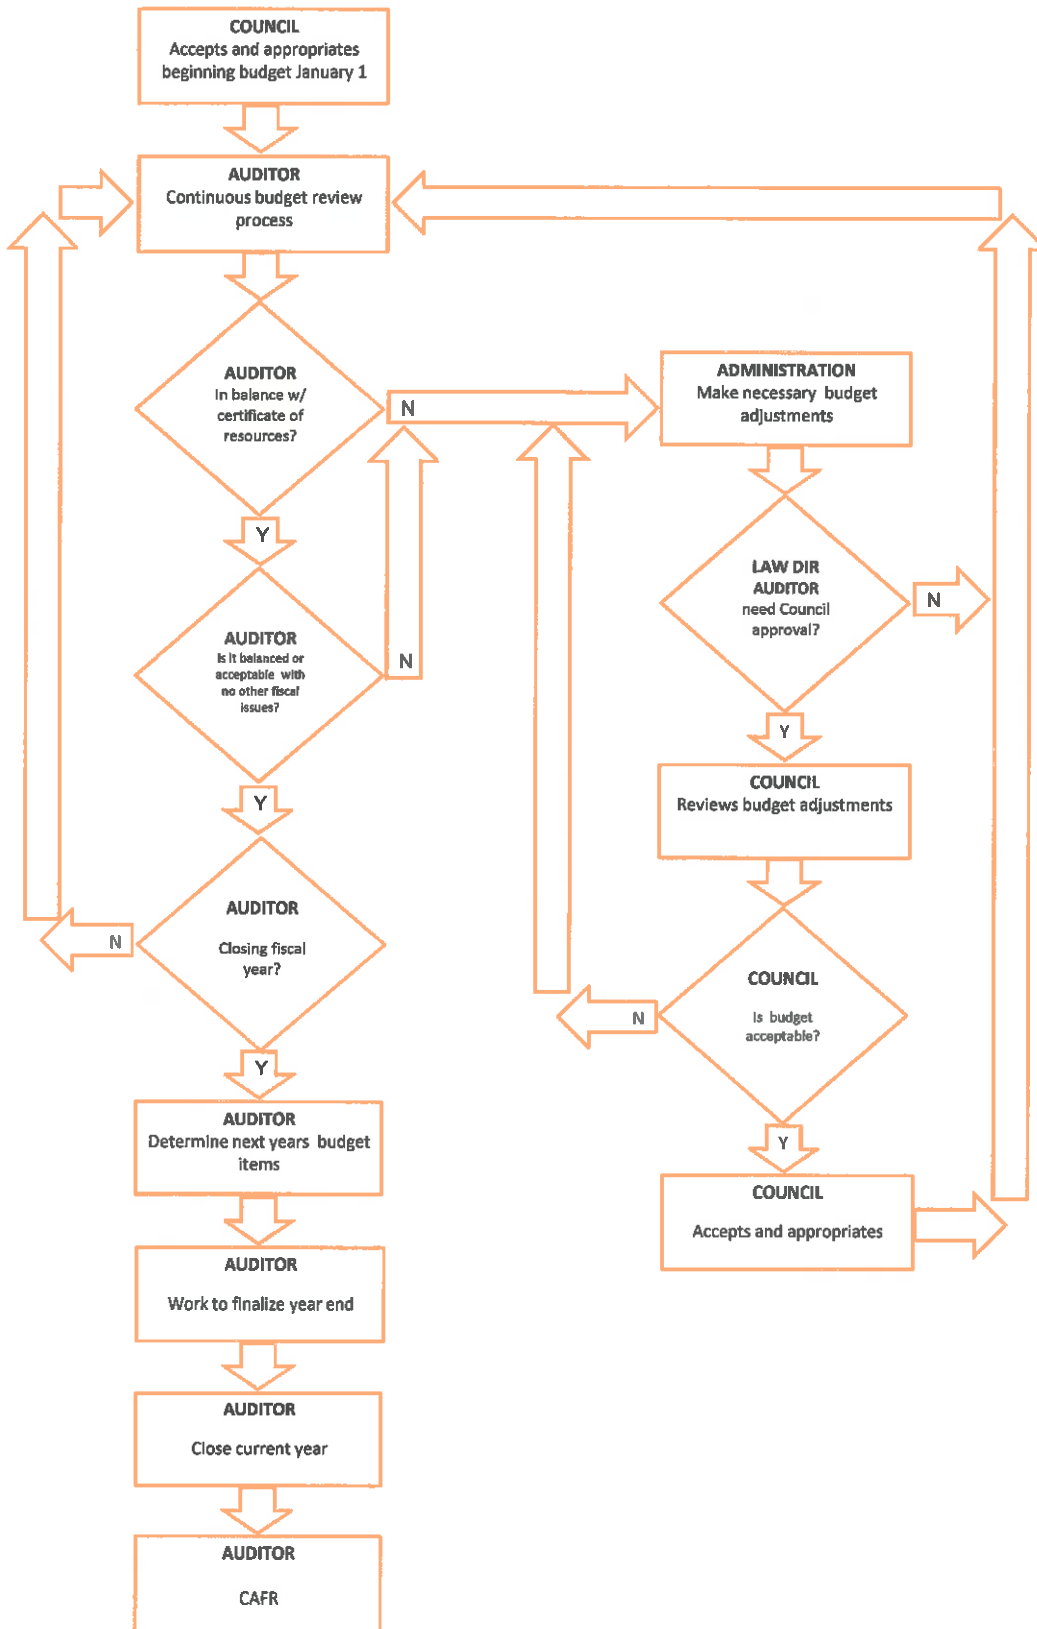 COUNCIL
Accepts and appropriates
beginning budget January 1
AUDITOR
Continuous budget review
process
AUDITOR
In balance w/
certificate of
resources?
N
Y
AUDITOR
Is it balanced or
acceptable with
no other fiscal
issues?
N
Y
AUDITOR
Closing fiscal
year?
N
Y
AUDITOR
Determine next years budget
items
AUDITOR
Work to finalize year end
AUDITOR
Close current year
AUDITOR
CAFR
ADMINISTRATION
Make necessary budget
adjustments
LAW DIR
AUDITOR
need Council
approval?
N
Y
COUNCIL
Reviews budget adjustments
COUNCIL
Is budget
acceptable?
N
Y
COUNCIL
Accepts and appropriates